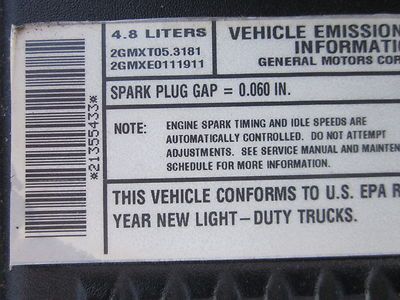 4.8 LITERS
2GMXT05.3181
2GMXE0111911
VEHICLE EMISSION
INFORMATIO
GENERAL MOTORS COR
SPARK PLUG GAP = 0.060 IN.
NOTE: ENGINE SPARK TIMING AND IDLE SPEEDS ARE
AUTOMATICALLY CONTROLLED. DO NOT ATTEMPT
ADJUSTMENTS. SEE SERVICE MANUAL AND MAINTEN
SCHEDULE FOR MORE INFORMATION.
THIS VEHICLE CONFORMS TO U.S. EPA R
YEAR NEW LIGHT-DUTY TRUCKS.
*21355433*